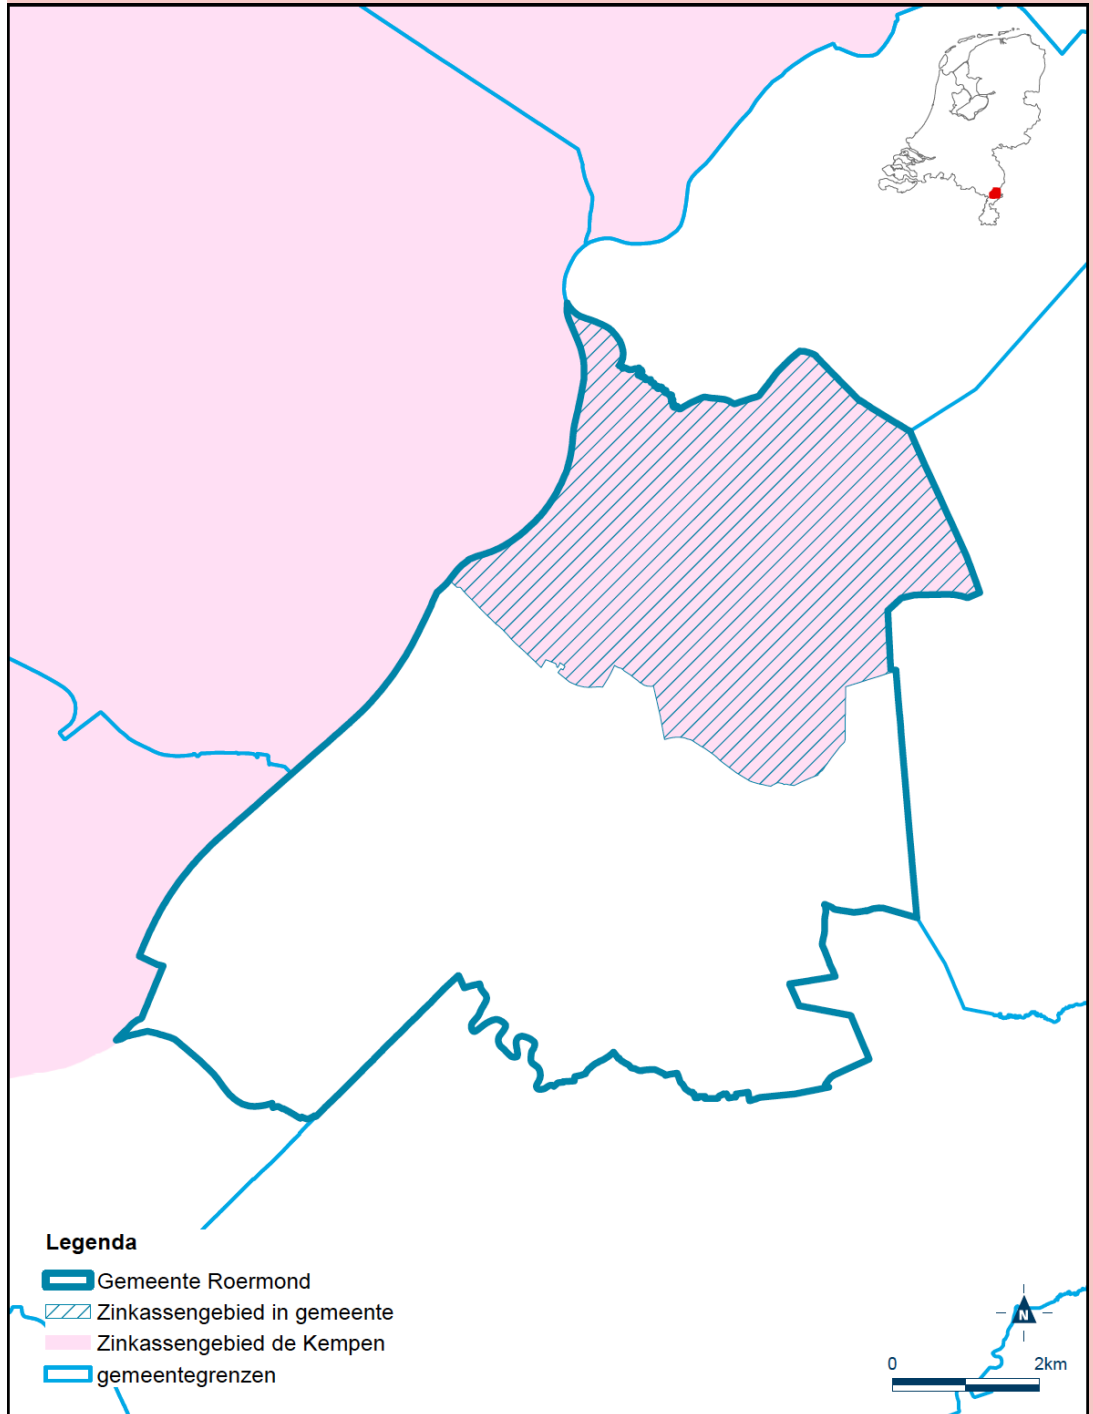 Legenda
Gemeente Roermond
Zinkassengebied in gemeente
Zinkassengebied de Kempen
gemeentegrenzen
N
0 2km